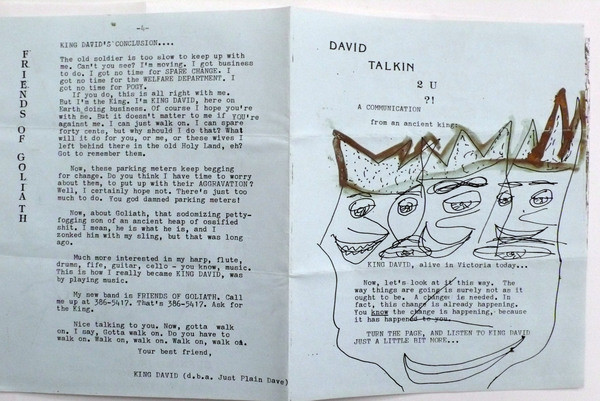 FRIENDS OF GOLIATH
-4-
KING DAVID'S CONCLUSION....
The old soldier is too slow to keep up with
me. Can't you see? I'm moving. I got business
to do. I got no time for SPARE CHANGE. I
got no time for the WELFARE DEPARTMENT. I
got no time for POGY.
If you do, this is all right with me.
But I'm the King. I'm KING DAVID, here on
Earth doing business. Of course I hope you're
with me. But it doesn't matter to me if YOU're
against me. I can just walk on. I can spare
forty cents, but why should I do that? What
will it do for you, or me, or these wives I
left behind there in the old Holy Land, eh?
Got to remember them.
Now, these parking meters keep begging
for change. Do you think I have time to worry
about them, to put up with their AGGRAVATION?
Well, I certainly hope not. There's just too
much to do. You god damned parking meters!
Now, about Goliath, that sodomizing petty-
fogging son of an ancient heap of ossified
shit. I mean, he is what he is, and I
zonked him with my sling, but that was long
ago.
Much more interested in my harp, flute,
drums, fife, guitar, cello - you know, music.
This is how I really became KING DAVID, was
by playing music.
My new band is FRIENDS OF GOLIATH. Call
me up at 386-5417. That's 386-5417. Ask for
the King.
Nice talking to you. Now, gotta walk
on. I say, Gotta walk on. Do you have to
walk on. Walk on. Walk on. Walk on, walk on.
Your best friend,
KING DAVID (d.b.a. Just Plain Dave)
DAVID
TALKIN
2 U
?!
A COMMUNICATION
from an ancient king
KING DAVID, alive in Victoria today...
Now, let's look at it this way. The
way things are going is surely not as it
ought to be. A change is needed. In
fact, this change is already happening.
You know the change is happening, because
it has happened to you.
TURN THE PAGE, AND LISTEN TO KING DAVID
JUST A LITTLE BIT MORE...